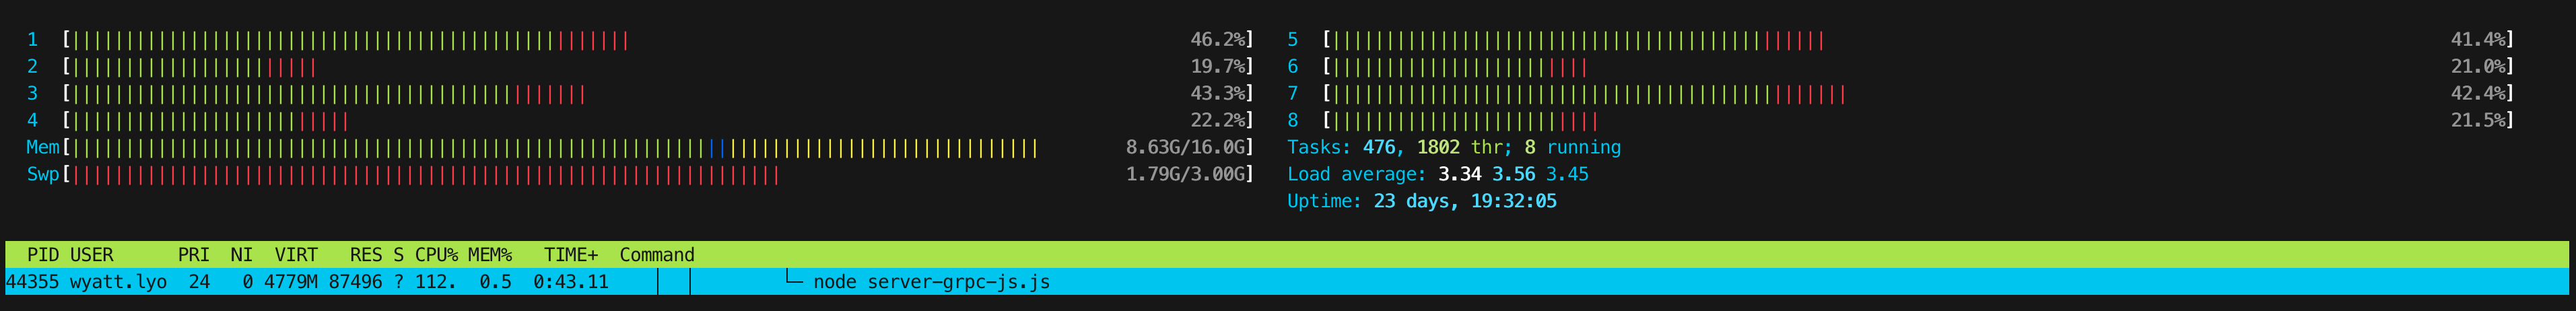 1 [ 46.2%] 5 [ 41.4%]
2 [ 19.7%] 6 [ 21.0%]
3 [ 43.3%] 7 [ 42.4%]
4 [ 22.2%] 8 [ 21.5%]
Mem[ 8.63G/16.0G] Tasks: 476, 1802 thr; 8 running
Swp[ 1.79G/3.00G] Load average: 3.34 3.56 3.45
Uptime: 23 days, 19:32:05
PID USER PRI NI VIRT RES S CPU% MEM% TIME+ Command
44355 wyatt.lyo 24 0 4779M 87496 ? 112. 0.5 0:43.11 │ │ └─ node server-grpc-js.js